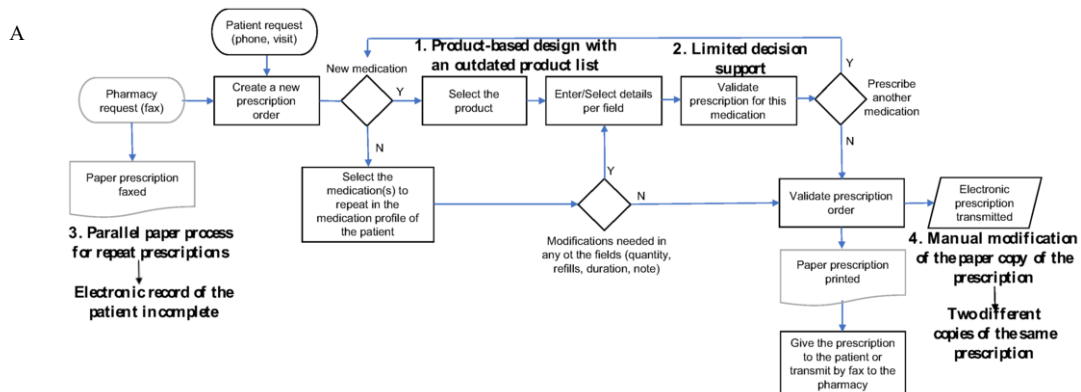 A
Patient request
(phone, visit)
1. Product-based design with
an outdated product list
2. Limited decision
support
Y
New medication
Pharmacy
request (fax)
Create a new
prescription
order
Y
Select the
product
Enter/Select details
per field
Validate
prescription for this
medication
Prescribe
another
medication
N
N
Paper prescription
faxed
Select the
medication(s) to
repeat in the
medication profile of
the patient
Y
N
Validate prescription
order
Electronic
prescription
transmitted
3. Parallel paper process
for repeat prescriptions
Electronic record of the
patient incomplete
Modifications needed in
any ot the fields (quantity,
refills, duration, note)
Paper prescription
printed
4. Manual modification
of the paper copy of the
prescription
Two different
copies of the same
prescription
Give the prescription
to the patient or
transmit by fax to the
pharmacy